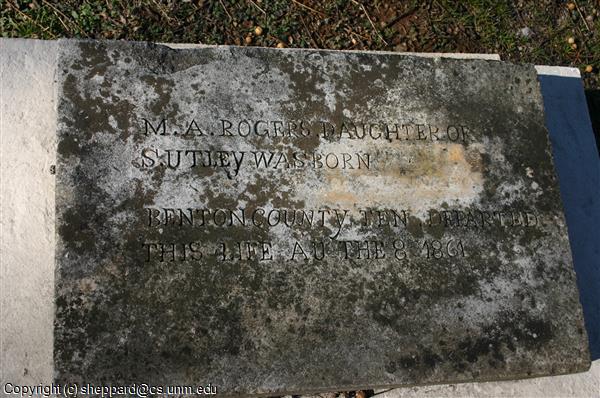 M. A. ROGERS DAUGHTER OF
S. UTLEY WAS BORN
BENTON COUNTY TEN DEPARTED
THIS LIFE AU THE 8 1861
Copyright (c) sheppard@cs.unm.edu